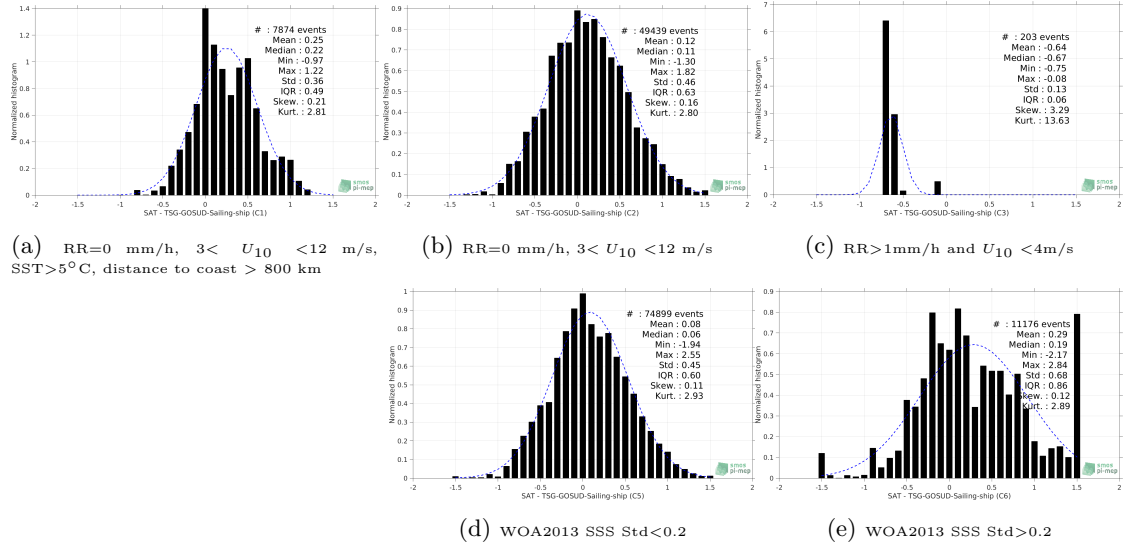 Normalized histogram
1.4
1.2
1
0.8
0.6
0.4
0.2
0
# : 7874 events
Mean : 0.25
Median : 0.22
Min : -0.97
Max : 1.22
Std : 0.36
IQR : 0.49
Skew. : 0.21
Kurt. : 2.81
smos
pi-mep
-2 -1.5 -1 -0.5 0 0.5 1 1.5 2
SAT - TSG-GOSUD-Sailing-ship (C1)
(a) RR=0 mm/h, 3< U10 <12 m/s,
SST>5°C, distance to coast > 800 km
Normalized histogram
0.9
0.8
0.7
0.6
0.5
0.4
0.3
0.2
0.1
0
# : 49439 events
Mean : 0.12
Median : 0.11
Min : -1.30
Max : 1.82
Std : 0.46
IQR : 0.63
Skew. : 0.16
Kurt. : 2.80
smos
pi-mep
-2 -1.5 -1 -0.5 0 0.5 1 1.5 2
SAT - TSG-GOSUD-Sailing-ship (C2)
(b) RR=0 mm/h, 3< U10 <12 m/s
Normalized histogram
7
6
5
4
3
2
1
0
# : 203 events
Mean : -0.64
Median : -0.67
Min : -0.75
Max : -0.08
Std : 0.13
IQR : 0.06
Skew. : 3.29
Kurt. : 13.63
smos
pi-mep
-2 -1.5 -1 -0.5 0 0.5 1 1.5 2
SAT - TSG-GOSUD-Sailing-ship (C3)
(c) RR>1mm/h and U10 <4m/s
Normalized histogram
1
0.9
0.8
0.7
0.6
0.5
0.4
0.3
0.2
0.1
0
# : 74899 events
Mean : 0.08
Median : 0.06
Min : -1.94
Max : 2.55
Std : 0.45
IQR : 0.60
Skew. : 0.11
Kurt. : 2.93
smos
pi-mep
-2 -1.5 -1 -0.5 0 0.5 1 1.5 2
SAT - TSG-GOSUD-Sailing-ship (C5)
(d) WOA2013 SSS Std<0.2
Normalized histogram
0.9
0.8
0.7
0.6
0.5
0.4
0.3
0.2
0.1
0
# : 11176 events
Mean : 0.29
Median : 0.19
Min : -2.17
Max : 2.84
Std : 0.68
IQR : 0.86
Skew. : 0.12
Kurt. : 2.89
smos
pi-mep
-2 -1.5 -1 -0.5 0 0.5 1 1.5 2
SAT - TSG-GOSUD-Sailing-ship (C6)
(e) WOA2013 SSS Std>0.2